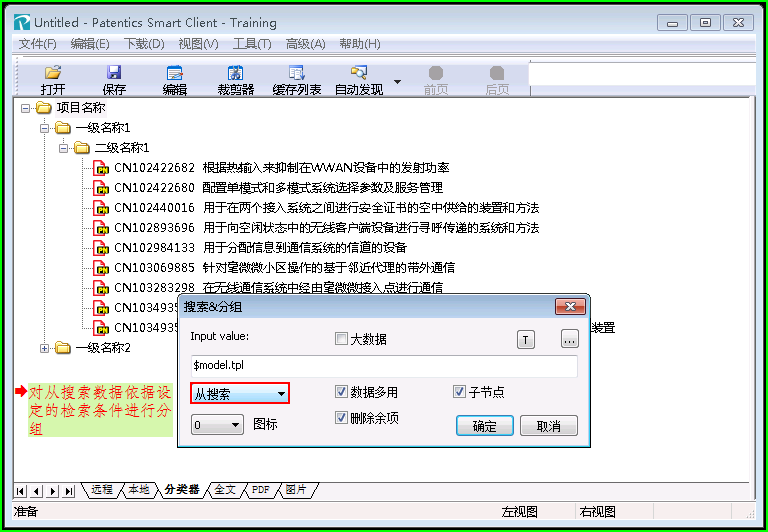 Untitled - Patentics Smart Client - Training
文件(F) 编辑(E) 下载(D) 视图(V) 工具(T) 高级(A) 帮助(H)
打开 保存 编辑 裁剪器 缓存列表 自动发现 前页 后页
项目名称
一级名称1
二级名称1
CN102422682 根据热输入来抑制在WWAN设备中的发射功率
CN102422680 配置单模式和多模式系统选择参数及服务管理
CN102440016 用于在两个接入系统之间进行安全证书的空中供给的装置和方法
CN102893696 用于向空闲状态中的无线客户端设备进行寻呼传递的系统和方法
CN102984133 用于分配信息到通信系统的信道的设备
CN103069885 针对毫微微小区操作的基于邻近代理的带外通信
CN103283298 在无线通信系统中经由毫微微接入点进行通信
CN103493
CN103493 装置
一级名称2
搜索&分组
Input value:
大数据
T
...
$model.tpl
从搜索
数据多用
子节点
0
图标
删除余项
确定
取消
对从搜索数据依据设
定的检索条件进行分
组
远程 本地 分类器 全文 PDF 图片
准备 左视图 右视图